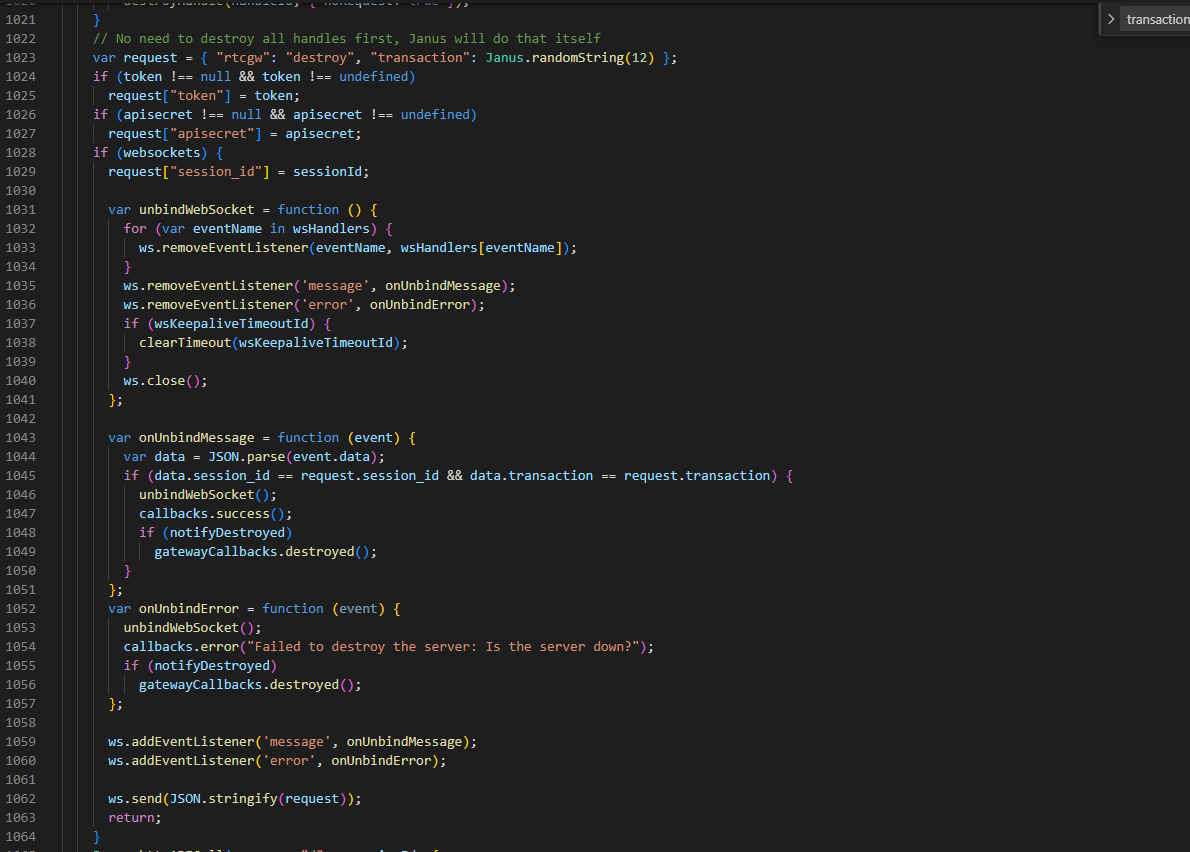 1021 }
transaction
1022 // No need to destroy all handles first, Janus will do that itself
1023 var request = { "rtcgw": "destroy", "transaction": Janus.randomString(12) };
1024 if (token !== null && token !== undefined)
1025 request["token"] = token;
1026 if (apisecret !== null && apisecret !== undefined)
1027 request["apisecret"] = apisecret;
1028 if (websockets) {
1029 request["session_id"] = sessionId;
1030
1031 var unbindWebSocket = function () {
1032 for (var eventName in wsHandlers) {
1033 ws.removeEventListener(eventName, wsHandlers[eventName]);
1034 }
1035 ws.removeEventListener('message', onUnbindMessage);
1036 ws.removeEventListener('error', onUnbindError);
1037 if (wsKeepaliveTimeoutId) {
1038 clearTimeout(wsKeepaliveTimeoutId);
1039 }
1040 ws.close();
1041 };
1042
1043 var onUnbindMessage = function (event) {
1044 var data = JSON.parse(event.data);
1045 if (data.session_id == request.session_id && data.transaction == request.transaction) {
1046 unbindWebSocket();
1047 callbacks.success();
1048 if (notifyDestroyed)
1049 gatewayCallbacks.destroyed();
1050 }
1051 };
1052 var onUnbindError = function (event) {
1053 unbindWebSocket();
1054 callbacks.error("Failed to destroy the server: Is the server down?");
1055 if (notifyDestroyed)
1056 gatewayCallbacks.destroyed();
1057 };
1058
1059 ws.addEventListener('message', onUnbindMessage);
1060 ws.addEventListener('error', onUnbindError);
1061
1062 ws.send(JSON.stringify(request));
1063 return;
1064 }